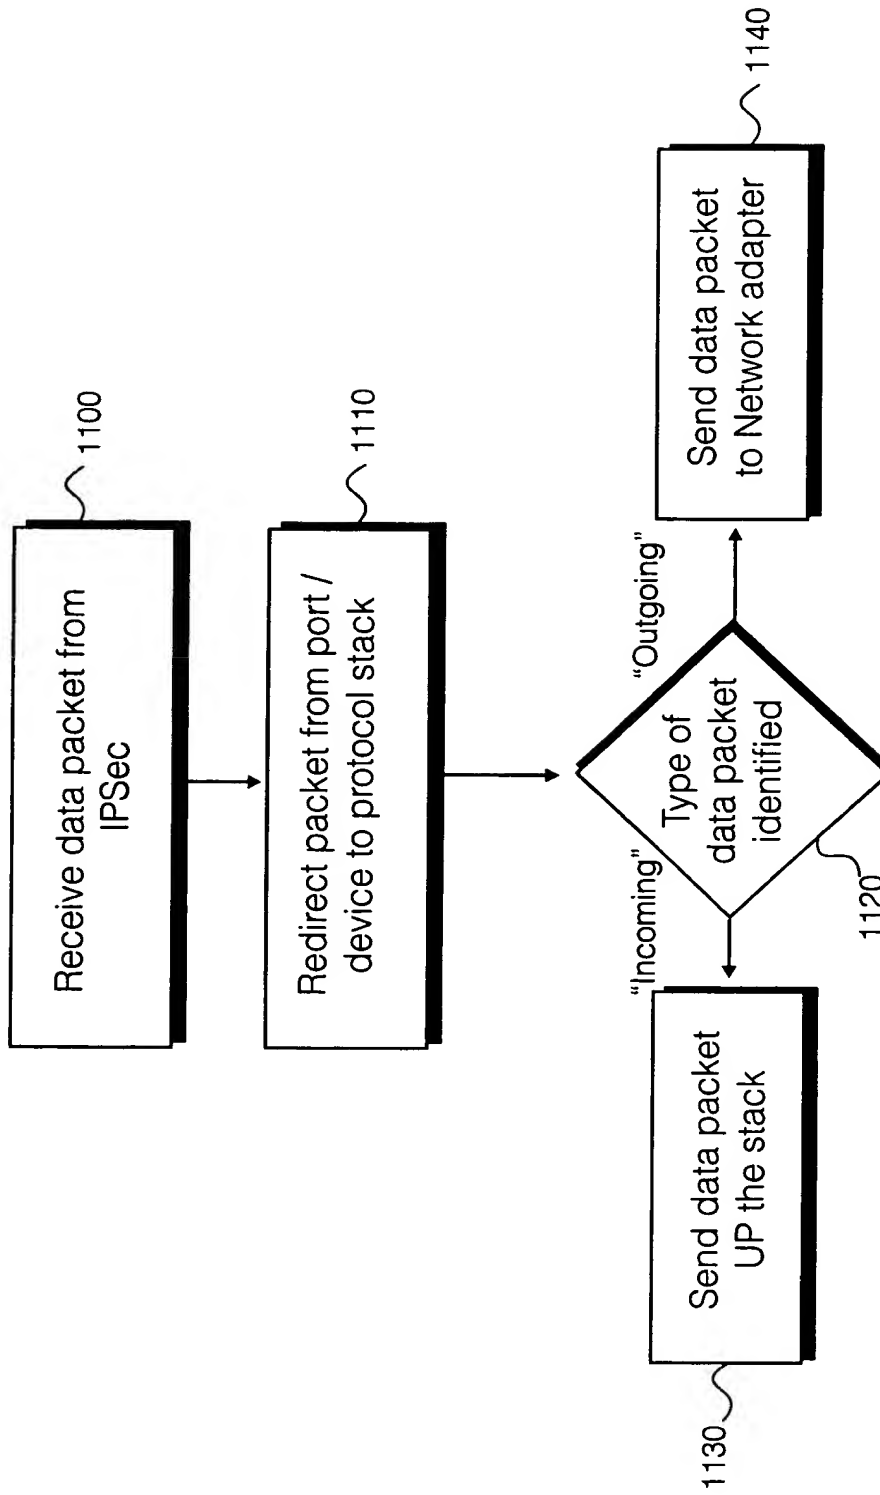 Receive data packet from
IPSec
1100
Redirect packet from port /
device to protocol stack
1110
Type of
data packet
identified
1120
“Incoming”
“Outgoing”
Send data packet
UP the stack
1130
Send data packet
to Network adapter
1140